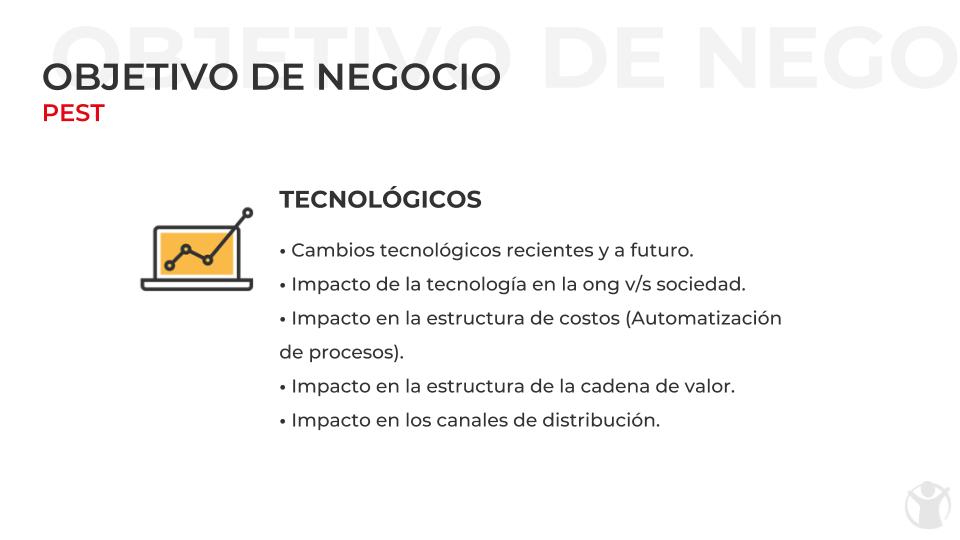 OBJETIVO DE NEGO
OBJETIVO DE NEGOCIO
PEST
TECNOLÓGICOS
• Cambios tecnológicos recientes y a futuro.
• Impacto de la tecnología en la ong v/s sociedad.
• Impacto en la estructura de costos (Automatización
de procesos).
• Impacto en la estructura de la cadena de valor.
• Impacto en los canales de distribución.